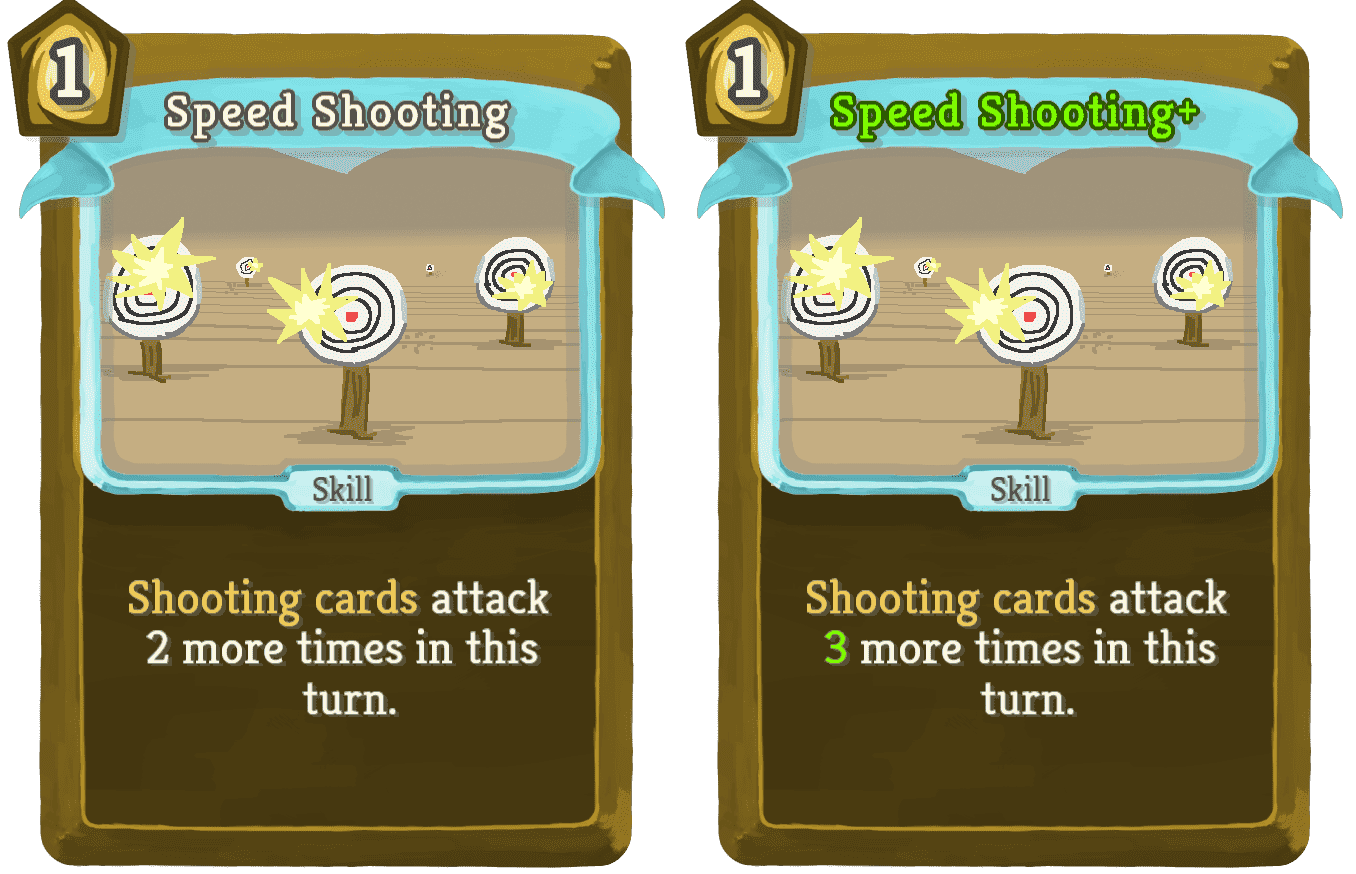 1
Speed Shooting
Skill
Shooting cards attack
2 more times in this
turn.
1
Speed Shooting+
Skill
Shooting cards attack
3 more times in this
turn.